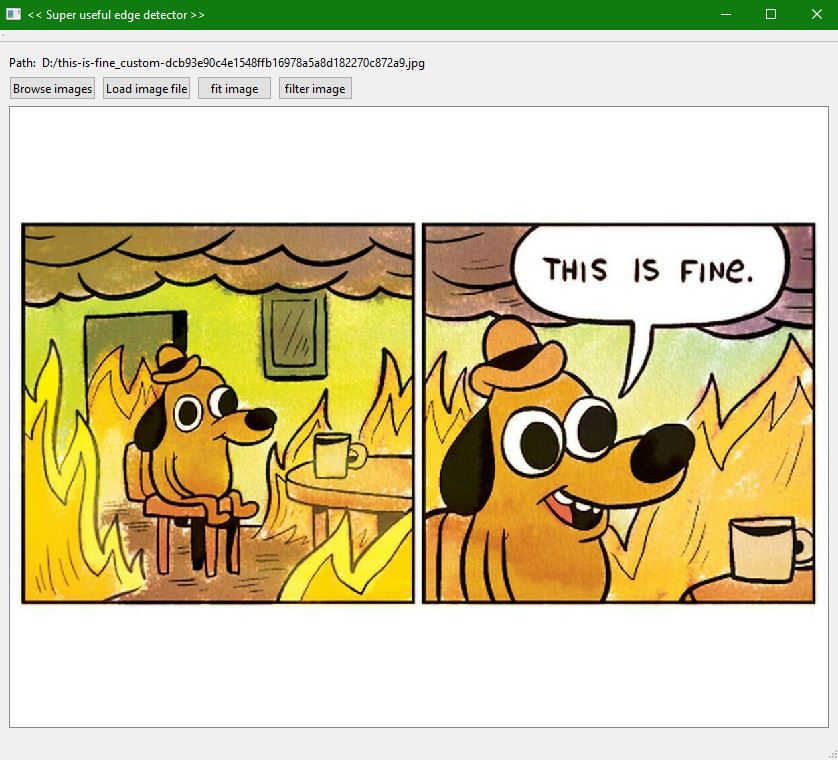 << Super useful edge detector >>
Path: D:/this-is-fine_custom-dcb93e90c4e1548ffb16978a5a8d182270c872a9.jpg
Browse images Load image file fit image filter image
THIS IS FINe.